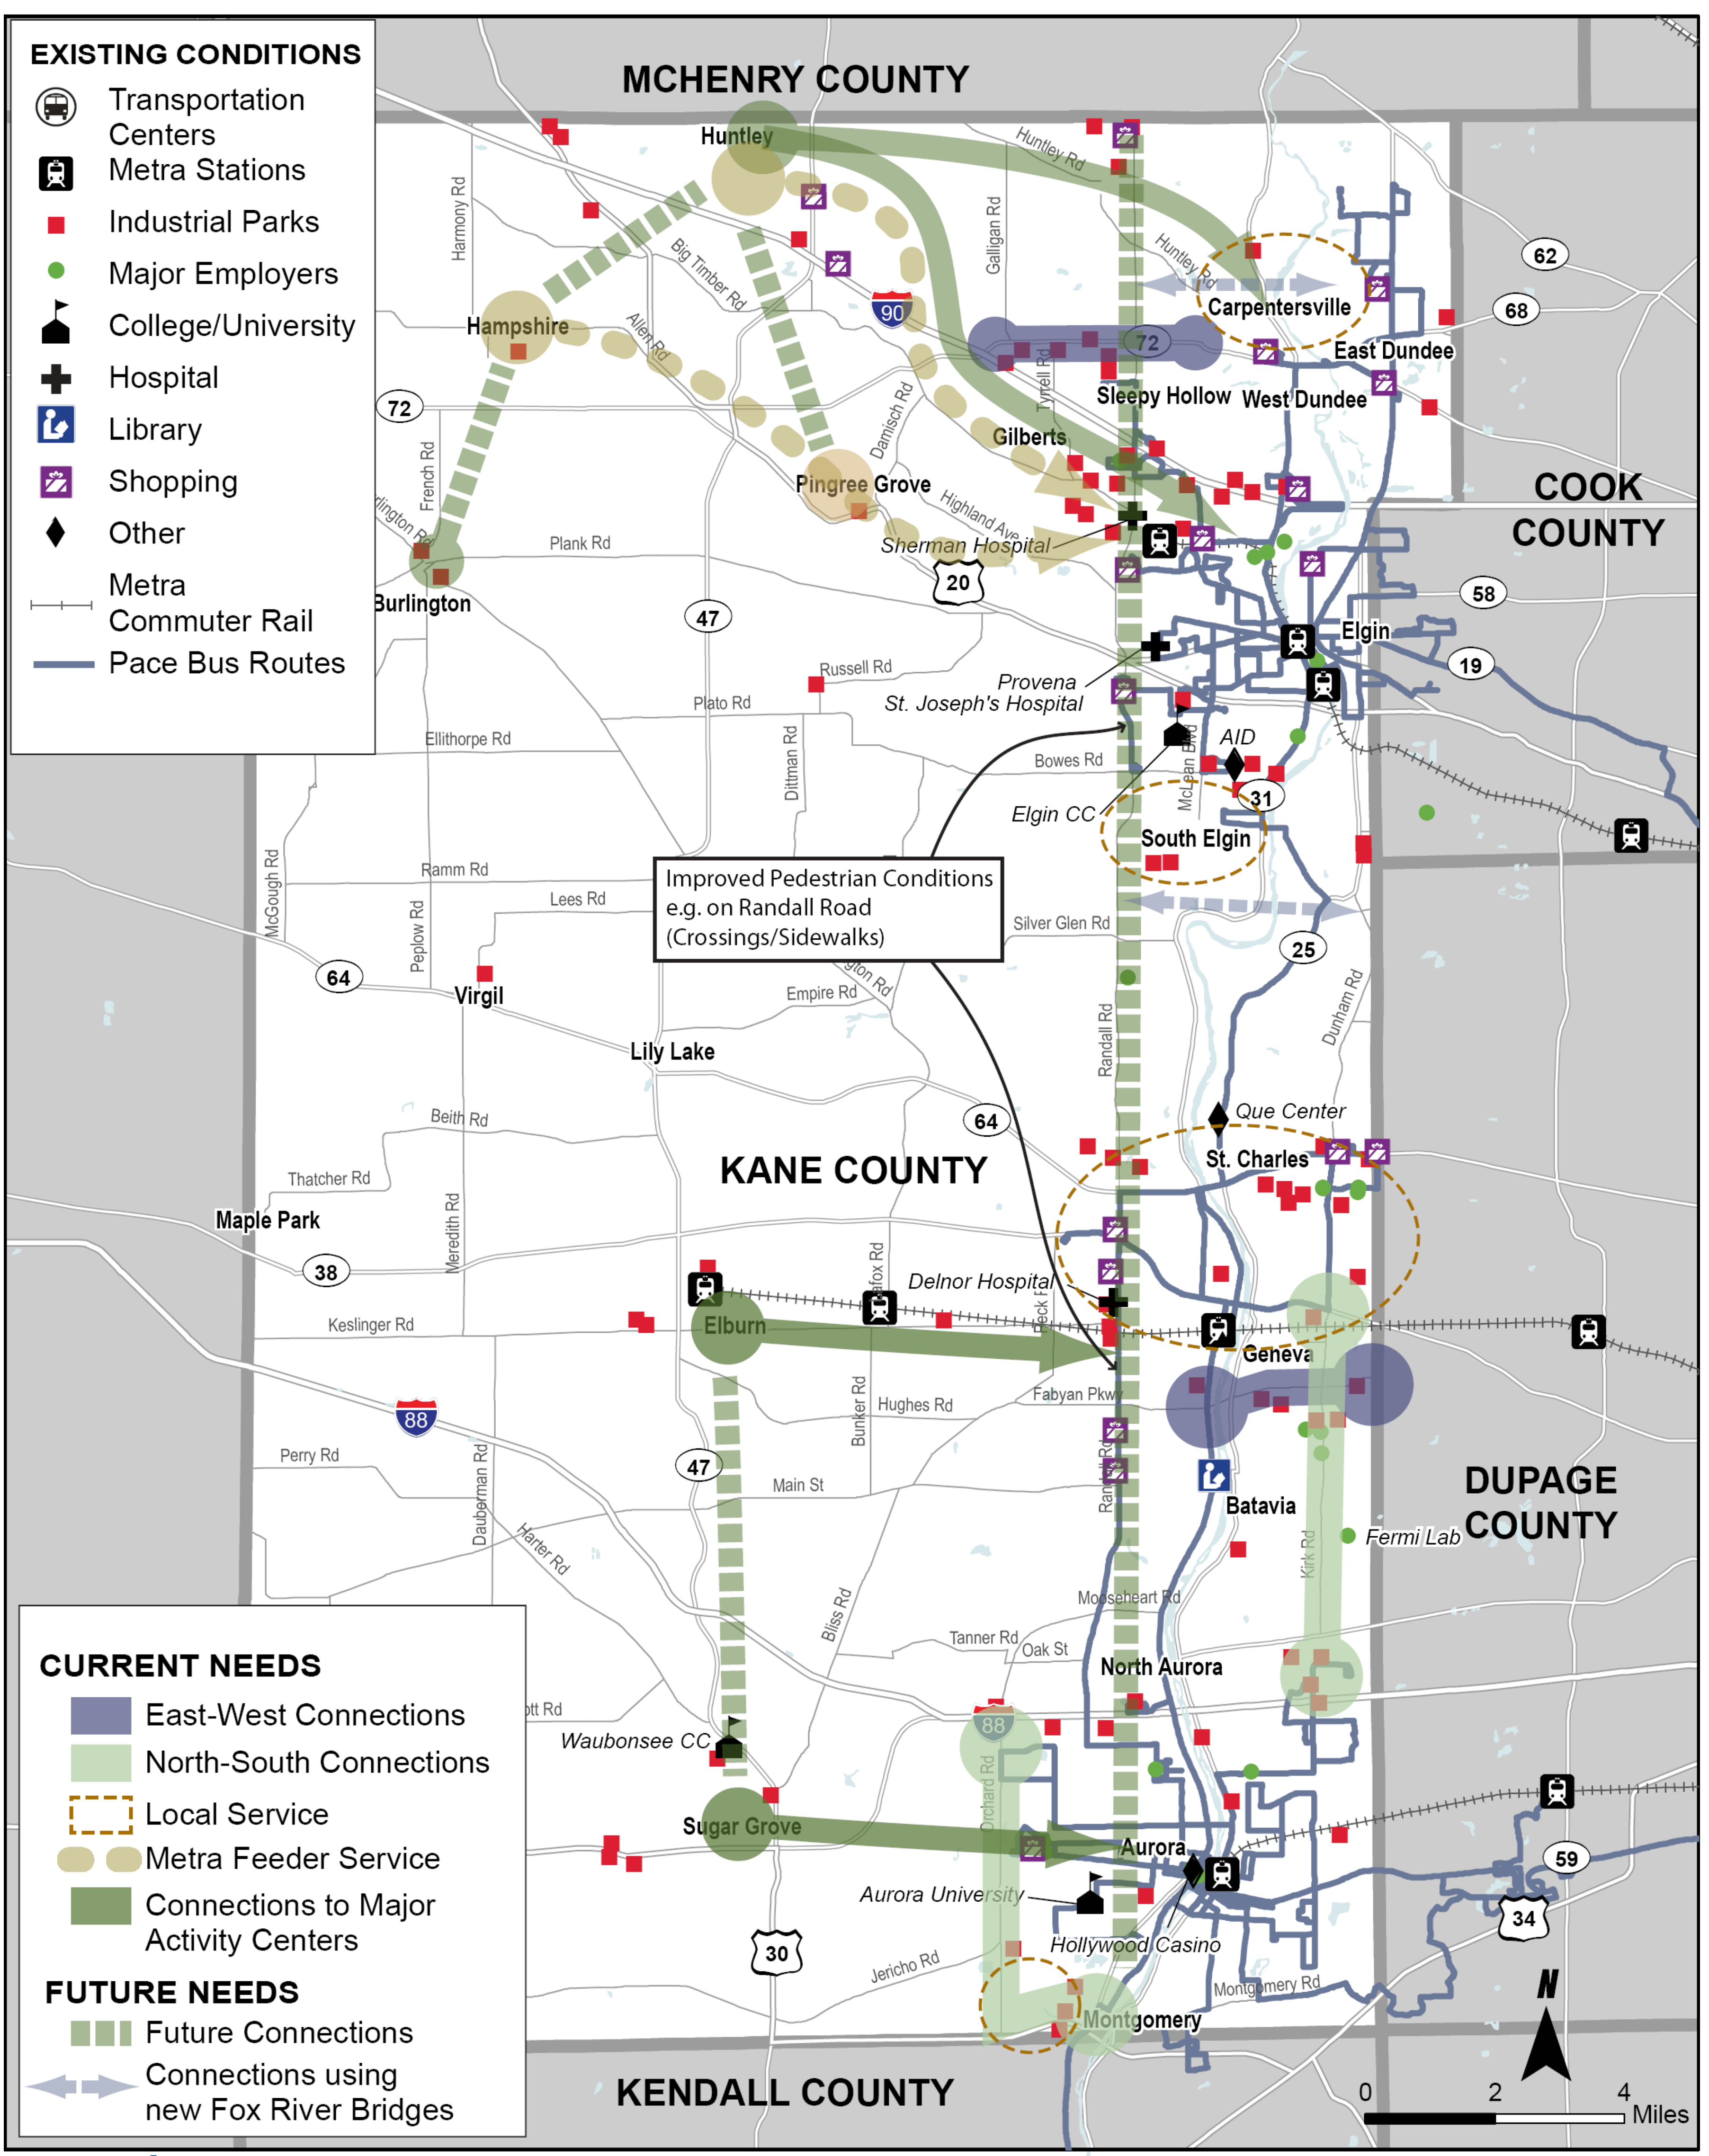 EXISTING CONDITIONS
Transportation
Centers
Metra Stations
Industrial Parks
Major Employers
College/University
Hospital
Library
Shopping
Other
Metra
Commuter Rail
Pace Bus Routes
MCHENRY COUNTY
Huntley
Huntley Rd
Harmony Rd
Galligan Rd
Big Timber Rd
Huntley Rd
62
90
Carpentersville
68
Hampshire
Allen Rd
72
East Dundee
Tyrrell Rd
Sleepy Hollow
West Dundee
72
Damisch Rd
Gilberts
French Rd
Pingree Grove
COOK
COUNTY
Highland Ave
rlington Rd
Plank Rd
Sherman Hospital
20
58
Burlington
47
Elgin
19
Russell Rd
Provena
St. Joseph's Hospital
Plato Rd
Ellithorpe Rd
Dittman Rd
McLean Blvd
AID
Bowes Rd
31
Elgin CC
South Elgin
McGough Rd
Ramm Rd
Improved Pedestrian Conditions
e.g. on Randall Road
(Crossings/Sidewalks)
Lees Rd
Peplow Rd
Silver Glen Rd
25
64
gton Rd
Virgil
Empire Rd
Dunham Rd
Randall Rd
Lily Lake
Beith Rd
64
Que Center
KANE COUNTY
St. Charles
Thatcher Rd
Maple Park
Meredith Rd
38
afox Rd
Delnor Hospital
Peck R
Keslinger Rd
Elburn
Geneva
88
Bunker Rd
Hughes Rd
Fabyan Pkwy
Perry Rd
47
Dauberman Rd
Main St
Randall Rd
Batavia
DUPAGE
COUNTY
Harter Rd
Fermi Lab
Kirk Rd
Bliss Rd
Mooseheart Rd
Tanner Rd
Oak St
North Aurora
CURRENT NEEDS
East-West Connections
North-South Connections
Local Service
Metra Feeder Service
Connections to Major
Activity Centers
FUTURE NEEDS
Future Connections
Connections using
new Fox River Bridges
ott Rd
Waubonsee CC
88
Orchard Rd
Sugar Grove
Aurora
59
Aurora University
34
30
Hollywood Casino
Jericho Rd
Montgomery Rd
Montgomery
N
KENDALL COUNTY
0 2 4
Miles